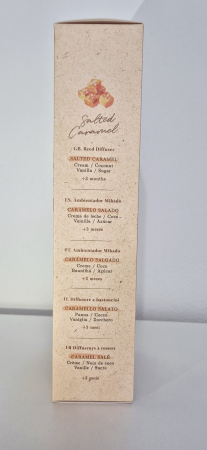 Salted
Caramel
GB. Reed Diffuser
SALTED CARAMEL
Cream / Coconut
Vanilla / Sugar
+3 months
ES. Ambientador Mikado
CARAMELO SALADO
Crema de leche / Coco
Vainilla / Azúcar
+3 meses
PT. Ambientador Mikado
CARAMELO SALGADO
Creme / Coco
Baunilha / Açúcar
+3 meses
IT. Diffusore a bastoncini
CARAMELLO SALATO
Panna / Cocco
Vaniglia / Zucchero
+3 mesi
FR Diffuseur à
CARAMEL SALÉ
Crème / Noix de coco
Vanille / Sucre
+3 mois